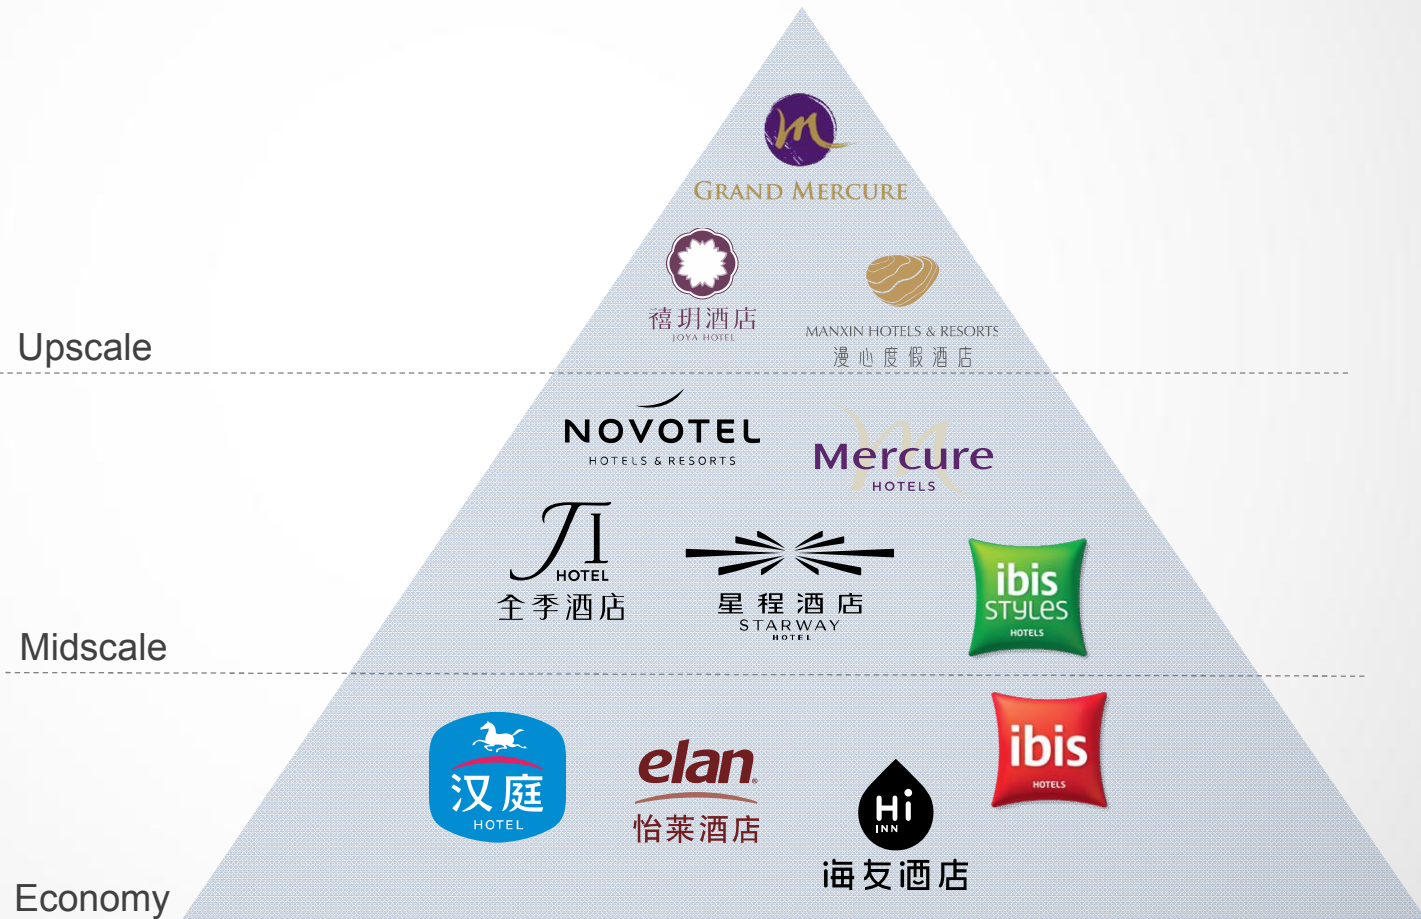 GRAND MERCURE
禧玥酒店
JOYA HOTEL
MANXIN HOTELS & RESORTS
漫心度假酒店
Upscale
NOVOTEL
HOTELS & RESORTS
Mercure
HOTELS
JI
HOTEL
全季酒店
星程酒店
STARWAY
HOTEL
ibis
STYLES
HOTELS
Midscale
汉庭
HOTEL
elan
怡莱酒店
Hi
INN
海友酒店
ibis
HOTELS
Economy